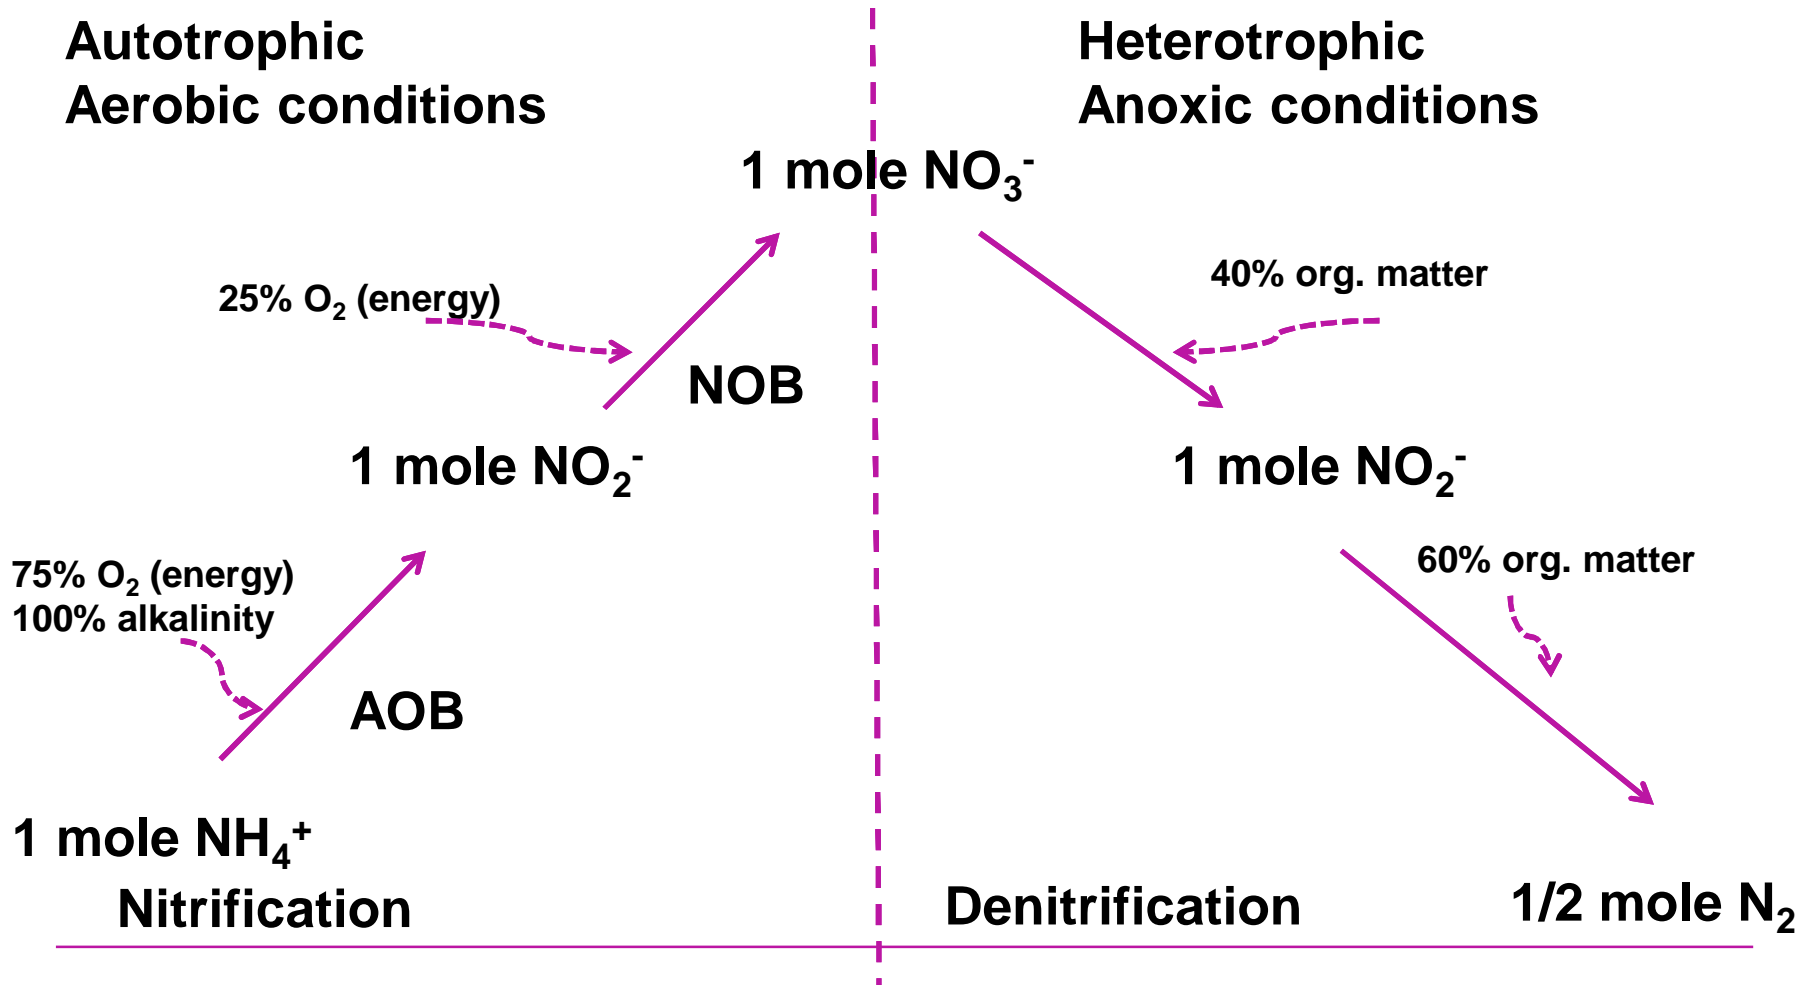 Autotrophic
Aerobic conditions
Heterotrophic
Anoxic conditions
1 mole NO₃⁻
25% O₂ (energy)
40% org. matter
NOB
1 mole NO₂⁻
1 mole NO₂⁻
75% O₂ (energy)
100% alkalinity
60% org. matter
AOB
1 mole NH₄⁺
Nitrification
Denitrification
1/2 mole N₂